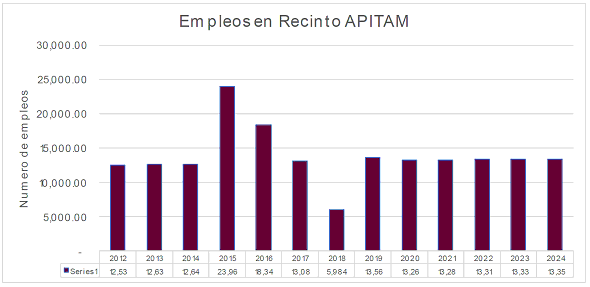 Empleos en Recinto APITAM
Numero de empleos
30,000.00
25,000.00
20,000.00
15,000.00
10,000.00
5,000.00
-
2012 2013 2014 2015 2016 2017 2018 2019 2020 2021 2022 2023 2024
Series1 12,53 12,63 12,64 23,96 18,34 13,08 5,984 13,56 13,26 13,28 13,31 13,33 13,35